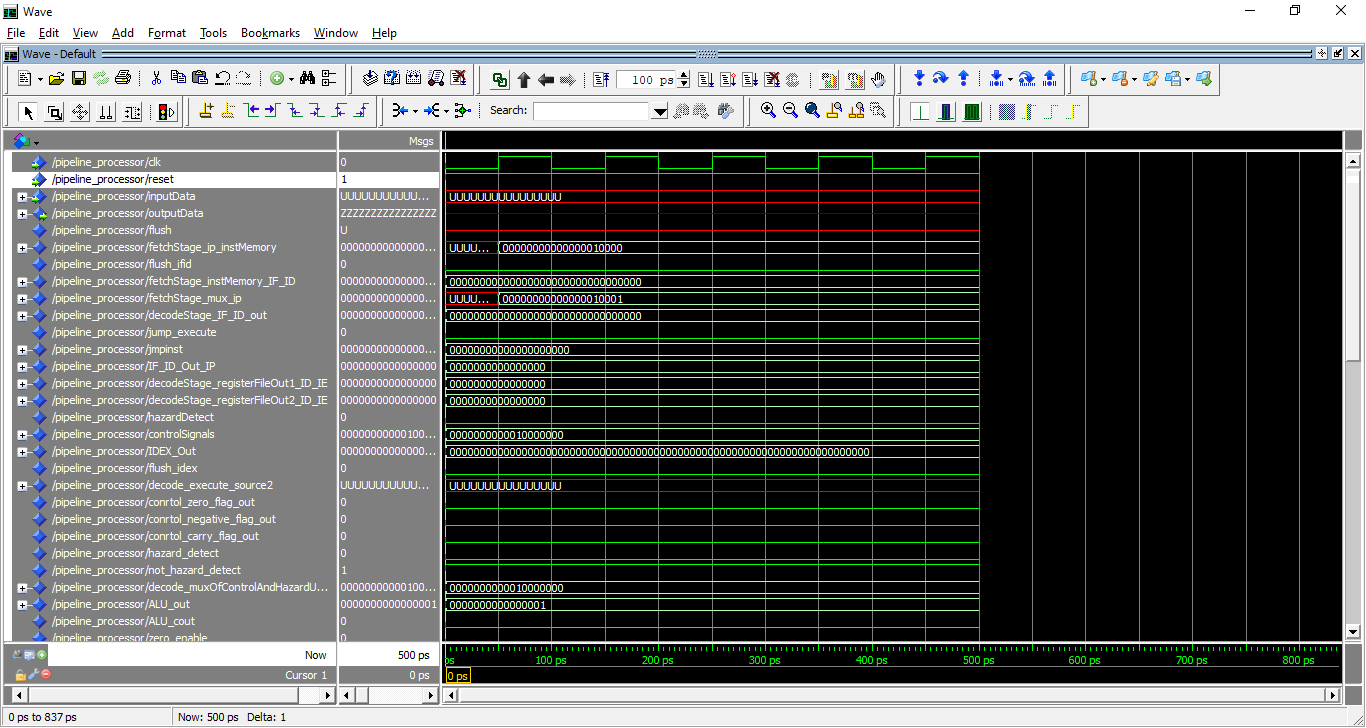 Wave
File Edit View Add Format Tools Bookmarks Window Help
Wave - Default
100 ps
Search:
Msgs
/pipeline_processor/clk 0
/pipeline_processor/reset 1
/pipeline_processor/inputData UUUUUUUUUUU... UUUUUUUUUUUUUUUU
/pipeline_processor/outputData ZZZZZZZZZZZZZZZZ
/pipeline_processor/flush U
/pipeline_processor/fetchStage_ip_instMemory 00000000000000... UUUU... 00000000000000010000
/pipeline_processor/flush_ifid 0
/pipeline_processor/fetchStage_instMemory_IF_ID 00000000000000... 00000000000000000000000000000000
/pipeline_processor/fetchStage_mux_ip 00000000000000... UUUU... 00000000000000010001
/pipeline_processor/decodeStage_IF_ID_out 00000000000000... 00000000000000000000000000000000
/pipeline_processor/jump_execute 0
/pipeline_processor/jmpinst 00000000000000... 00000000000000000000
/pipeline_processor/IF_ID_Out_IP 0000000000000000 0000000000000000
/pipeline_processor/decodeStage_registerFileOut1_ID_IE 0000000000000000 0000000000000000
/pipeline_processor/decodeStage_registerFileOut2_ID_IE 0000000000000000 0000000000000000
/pipeline_processor/hazardDetect 0
/pipeline_processor/controlSignals 00000000000100... 0000000000010000000
/pipeline_processor/IDEX_Out 00000000000000... 0000000000000000000000000000000000000000000000000000000000000000000000
/pipeline_processor/flush_idex 0
/pipeline_processor/decode_execute_source2 UUUUUUUUUUU... UUUUUUUUUUUUUUUU
/pipeline_processor/conrtol_zero_flag_out 0
/pipeline_processor/conrtol_negative_flag_out 0
/pipeline_processor/conrtol_carry_flag_out 0
/pipeline_processor/hazard_detect 0
/pipeline_processor/not_hazard_detect 1
/pipeline_processor/decode_muxOfControlAndHazardU... 00000000000100... 0000000000010000000
/pipeline_processor/ALU_out 0000000000000001 0000000000000001
/pipeline_processor/ALU_cout 0
/pipeline_processor/zero_enable 0
Now 500 ps ps 100 ps 200 ps 300 ps 400 ps 500 ps 600 ps 700 ps 800 ps
Cursor 1 0 ps 0 ps
0 ps to 837 ps Now: 500 ps Delta: 1